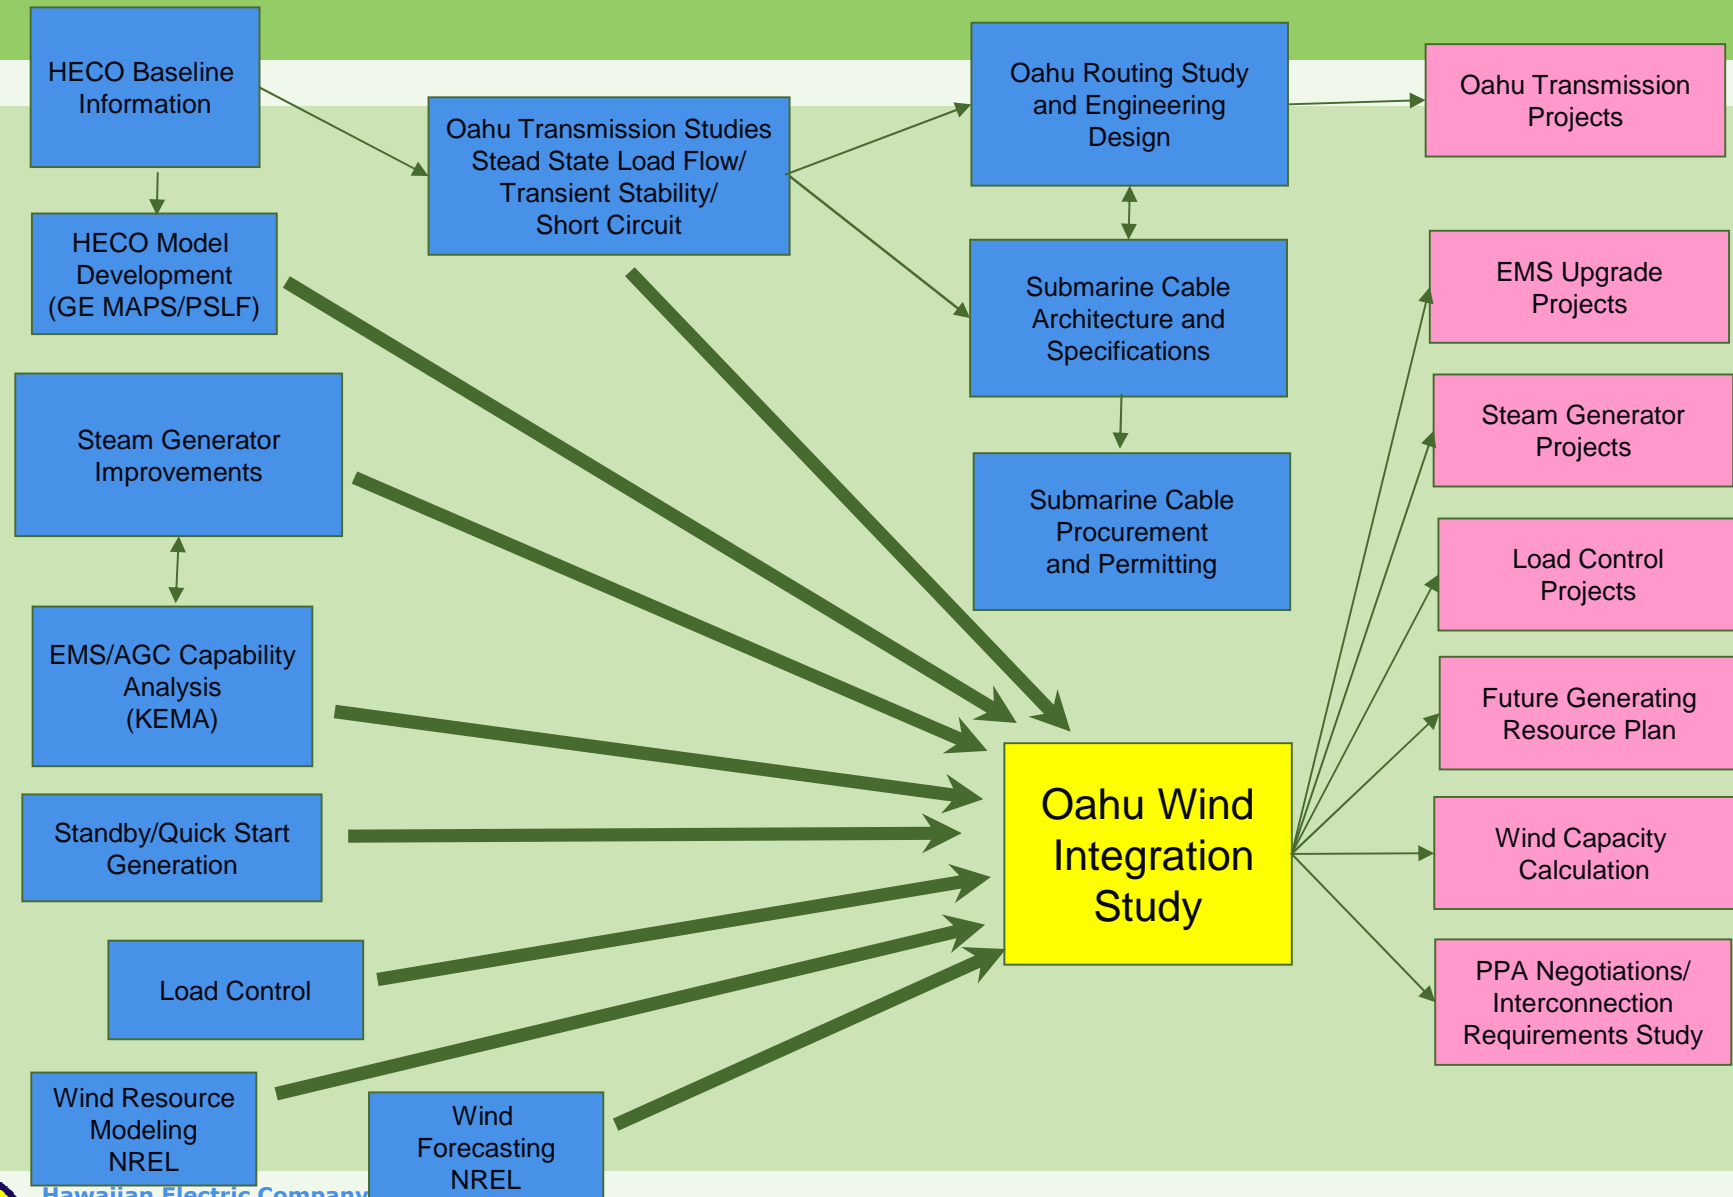 HECO Baseline
Information
Oahu Transmission Studies
Stead State Load Flow/
Transient Stability/
Short Circuit
Oahu Routing Study
and Engineering
Design
Oahu Transmission
Projects
HECO Model
Development
(GE MAPS/PSLF)
Submarine Cable
Architecture and
Specifications
EMS Upgrade
Projects
Steam Generator
Improvements
Steam Generator
Projects
Submarine Cable
Procurement
and Permitting
Load Control
Projects
EMS/AGC Capability
Analysis
(KEMA)
Future Generating
Resource Plan
Standby/Quick Start
Generation
Oahu Wind
Integration
Study
Wind Capacity
Calculation
Load Control
PPA Negotiations/
Interconnection
Requirements Study
Wind Resource
Modeling
NREL
Wind
Forecasting
NREL
Hawaiian Electric Company